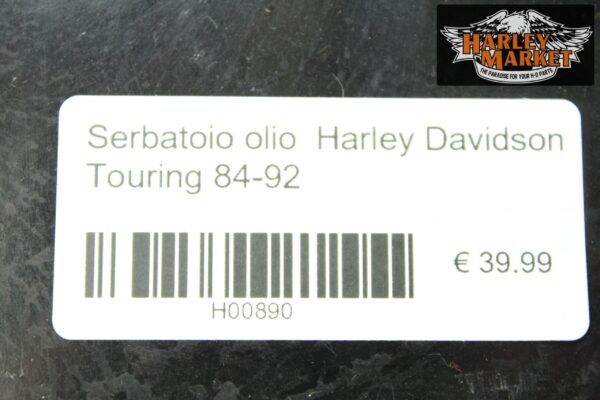 HARLEY
MARKET
THE PARADISE FOR YOUR H-D PARTS
Serbatoio olio Harley Davidson
Touring 84-92
€ 39.99
H00890